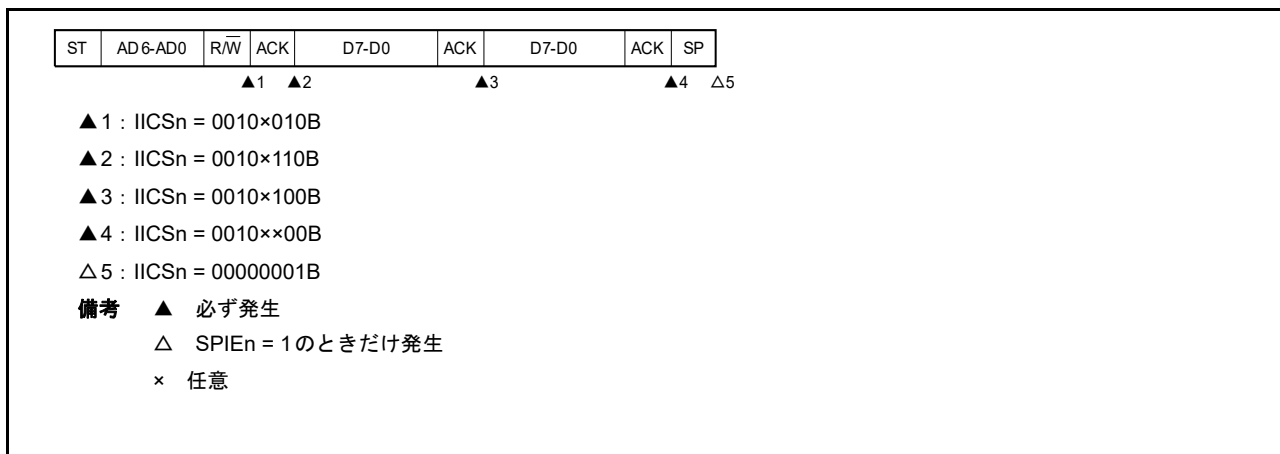 ST AD6-AD0 R/W ACK D7-D0 ACK D7-D0 ACK SP
▲1 ▲2 ▲3 ▲4 △5
▲1：IICSn = 0010×010B
▲2：IICSn = 0010×110B
▲3：IICSn = 0010×100B
▲4：IICSn = 0010××00B
△5：IICSn = 00000001B
備考 ▲ 必ず発生
△ SPIEn = 1のときだけ発生
× 任意